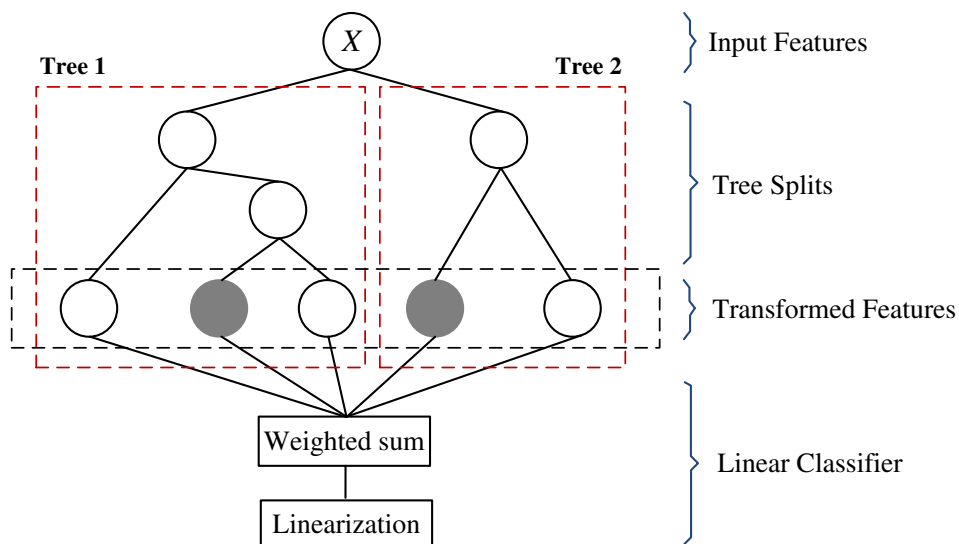 X
Input Features
Tree 1
Tree 2
Tree Splits
Transformed Features
Weighted sum
Linear Classifier
Linearization